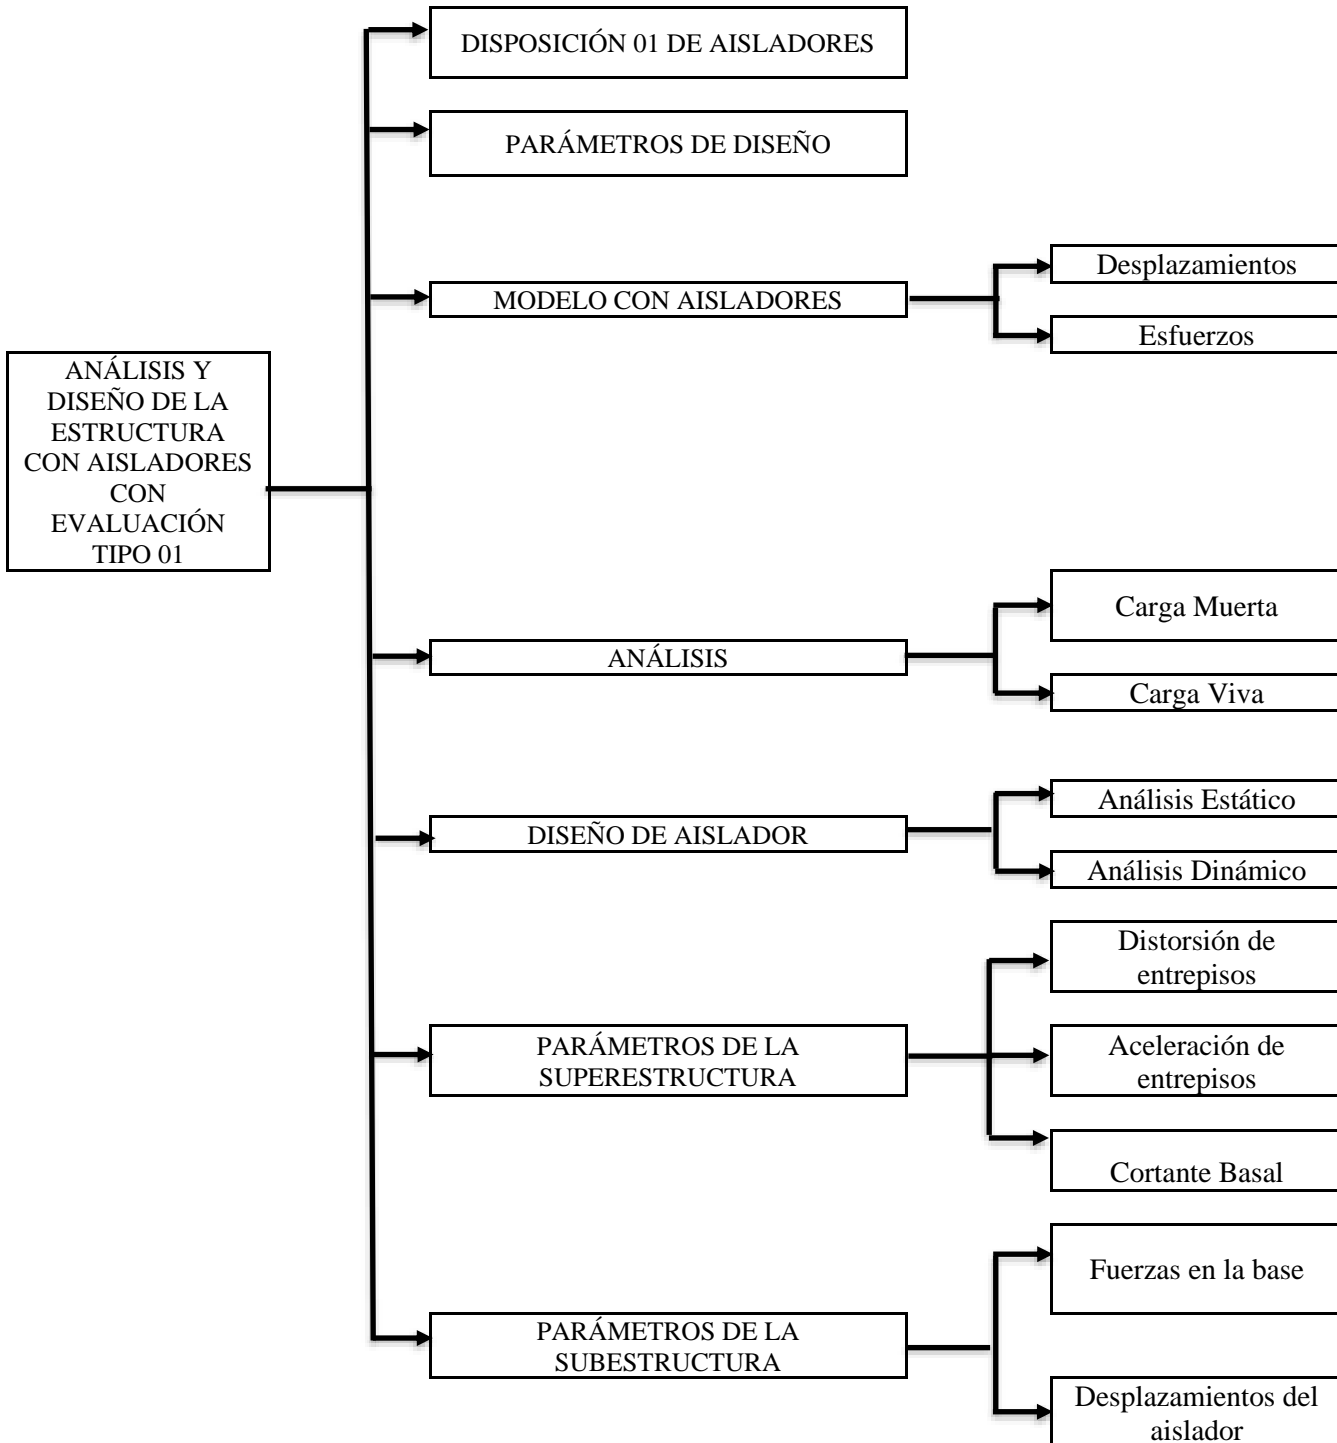 DISPOSICIÓN 01 DE AISLADORES
PARÁMETROS DE DISEÑO
MODELO CON AISLADORES
Desplazamientos
Esfuerzos
ANÁLISIS Y
DISEÑO DE LA
ESTRUCTURA
CON AISLADORES
CON
EVALUACIÓN
TIPO 01
ANÁLISIS
Carga Muerta
Carga Viva
DISEÑO DE AISLADOR
Análisis Estático
Análisis Dinámico
PARÁMETROS DE LA
SUPERESTRUCTURA
Distorsión de
entrepisos
Aceleración de
entrepisos
Cortante Basal
PARÁMETROS DE LA
SUBESTRUCTURA
Fuerzas en la base
Desplazamientos del
aislador